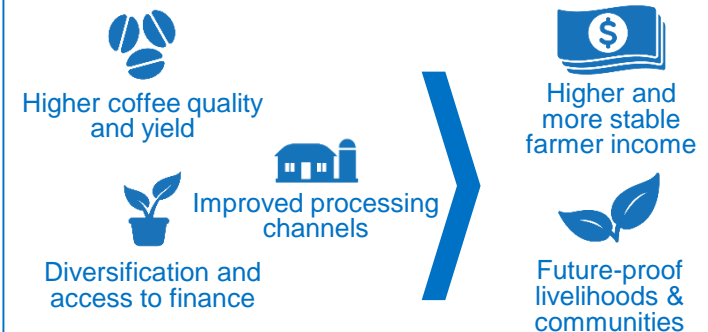 Higher coffee quality
and yield
Improved processing
channels
Diversification and
access to finance
$
Higher and
more stable
farmer income
Future-proof
livelihoods &
communities